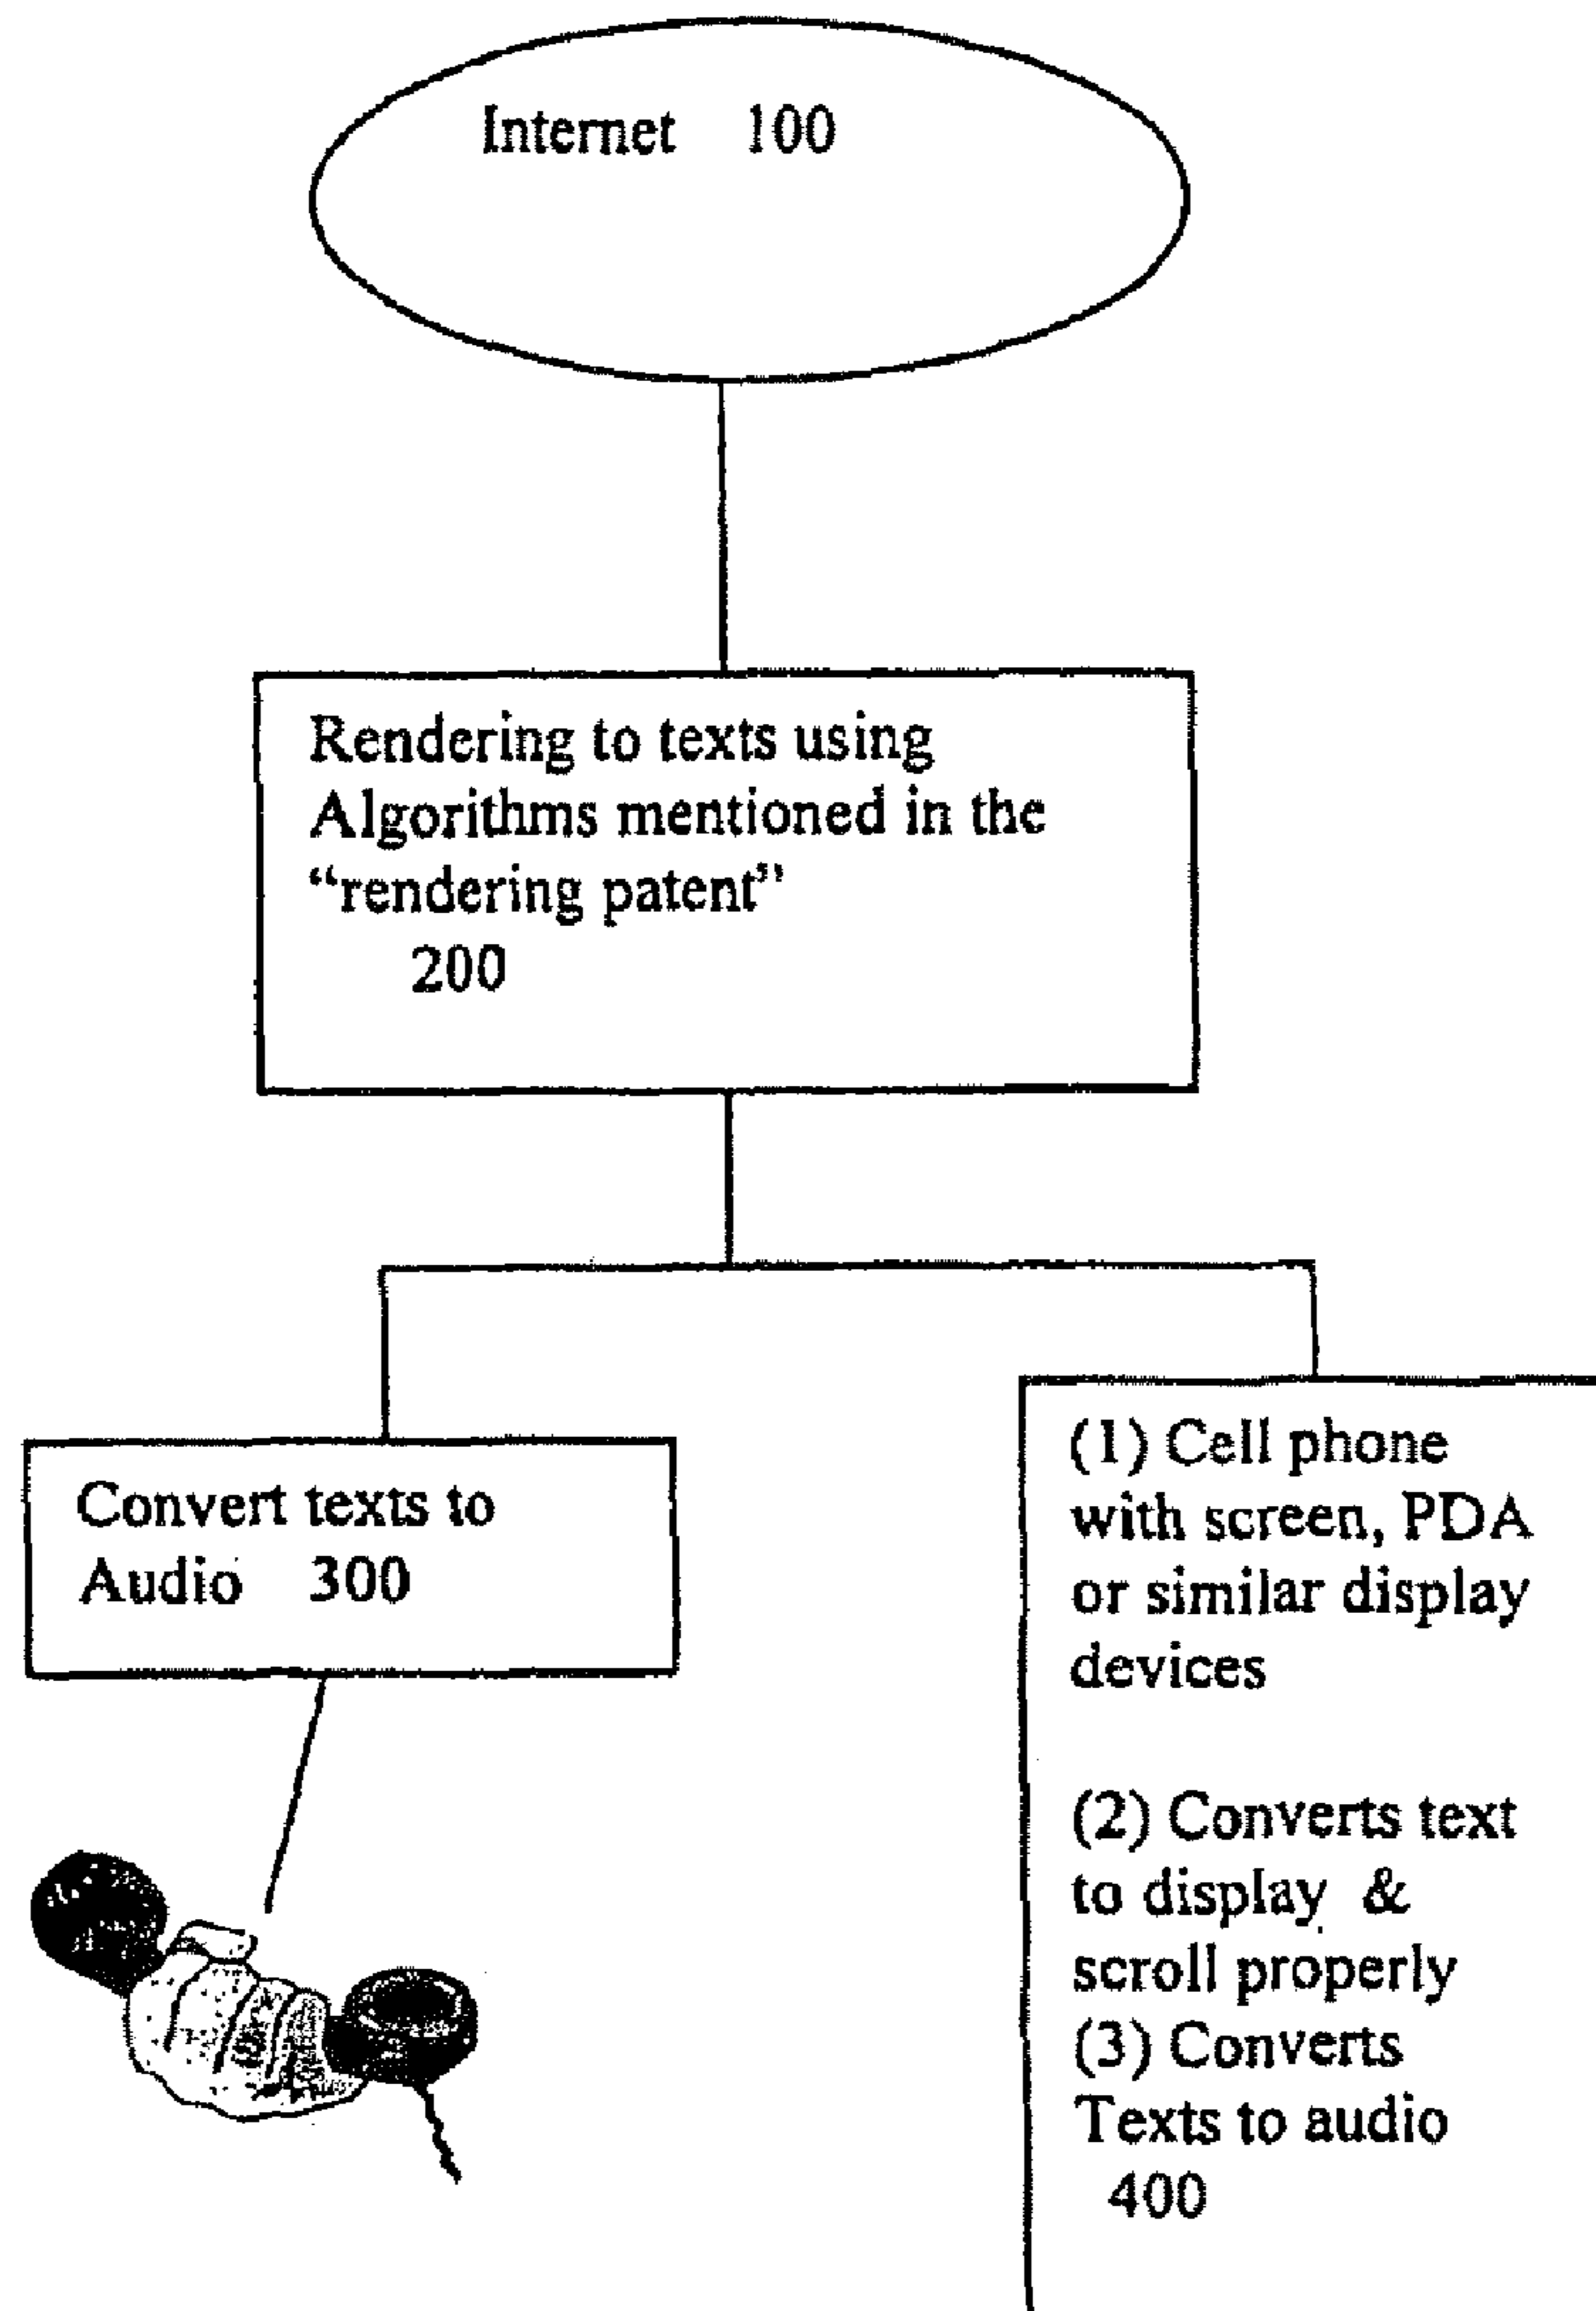 Internet 100
Rendering to texts using
Algorithms mentioned in the
“rendering patent”
200
Convert texts to
Audio 300
(1) Cell phone
with screen, PDA
or similar display
devices
(2) Converts text
to display &
scroll properly
(3) Converts
Texts to audio
400